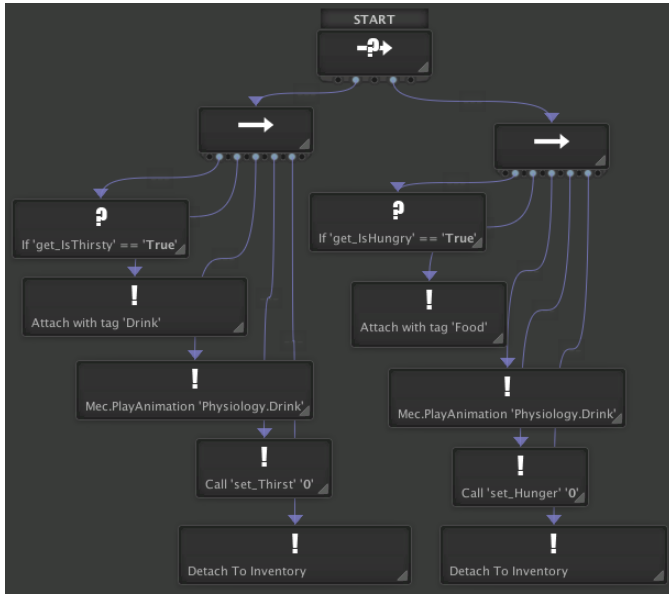 START
If 'get_IsThirsty' == 'True'
If 'get_IsHungry' == 'True'
Attach with tag 'Drink'
Attach with tag 'Food'
Mec.PlayAnimation 'Physiology.Drink'
Mec.PlayAnimation 'Physiology.Drink'
Call 'set_Thirst' '0'
Call 'set_Hunger' '0'
Detach To Inventory
Detach To Inventory